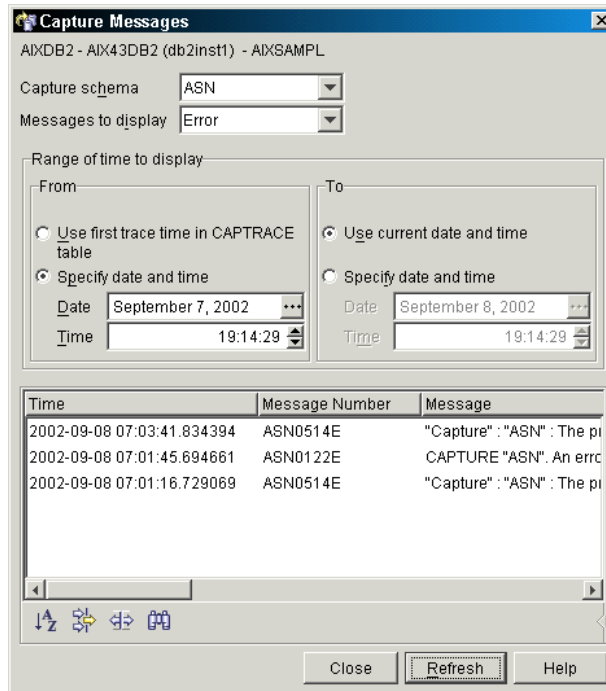 Capture Messages
AIXDB2 - AIX43DB2 (db2inst1) - AIXSAMPL
Capture schema ASN
Messages to display Error
Range of time to display
From
Use first trace time in CAPTRACE
table
Specify date and time
Date September 7, 2002 ...
Time 19:14:29
To
Use current date and time
Specify date and time
Date September 8, 2002 ...
Time 19:14:29
Time Message Number Message
2002-09-08 07:03:41.834394 ASN0514E "Capture" : "ASN" : The
2002-09-08 07:01:45.694661 ASN0122E CAPTURE "ASN". An
2002-09-08 07:01:16.729069 ASN0514E "Capture" : "ASN" : The
Close Refresh Help